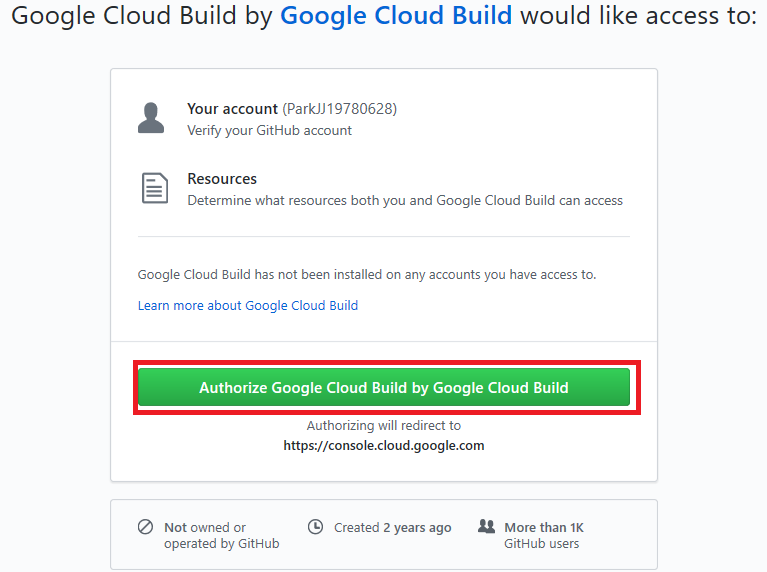 Google Cloud Build by Google Cloud Build would like access to:
Your account (ParkJJ19780628)
Verify your GitHub account
Resources
Determine what resources both you and Google Cloud Build can access
Google Cloud Build has not been installed on any accounts you have access to.
Learn more about Google Cloud Build
Authorize Google Cloud Build by Google Cloud Build
Authorizing will redirect to
https://console.cloud.google.com
Not owned or
operated by GitHub
Created 2 years ago
More than 1K
GitHub users